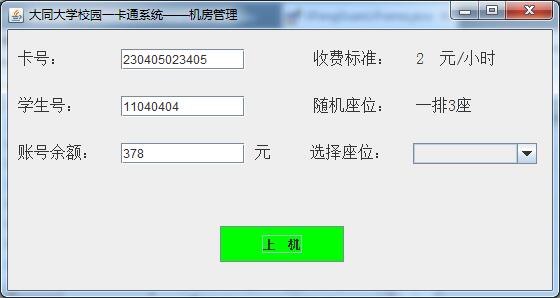 大同大学校园一卡通系统——机房管理
卡号： 230405023405 收费标准： 2 元/小时
学生号： 11040404 随机座位： 一排3座
账号余额： 378 元 选择座位：
上 机